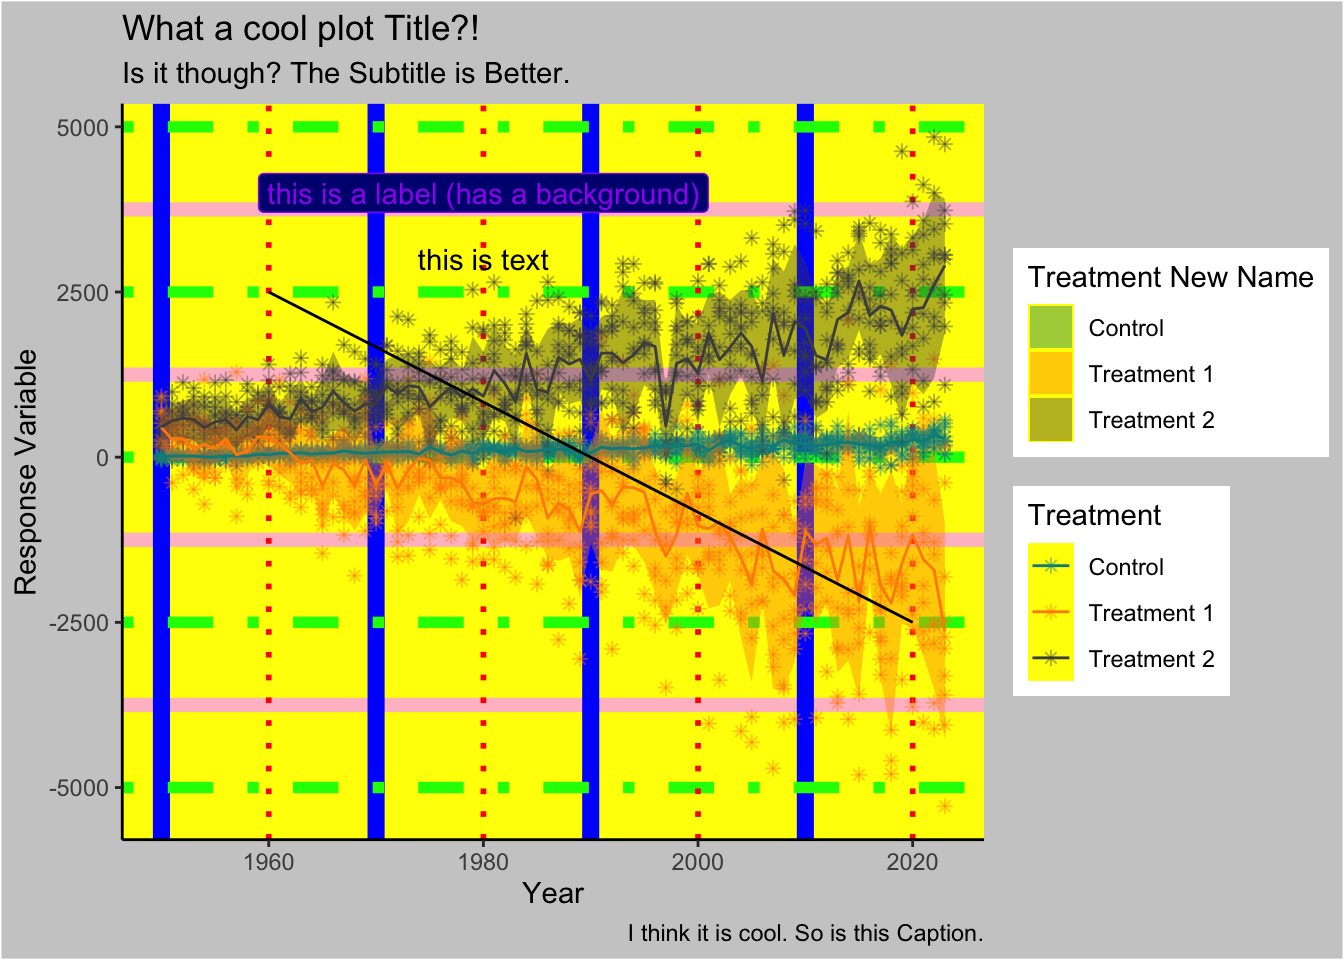 What a cool plot Title?!
Is it though? The Subtitle is Better.
5000
this is a label (has a background)
this is text
2500
0
-2500
-5000
Response Variable
1960
1980
2000
2020
Year
I think it is cool. So is this Caption.
Treatment New Name
Control
Treatment 1
Treatment 2
Treatment
Control
Treatment 1
Treatment 2